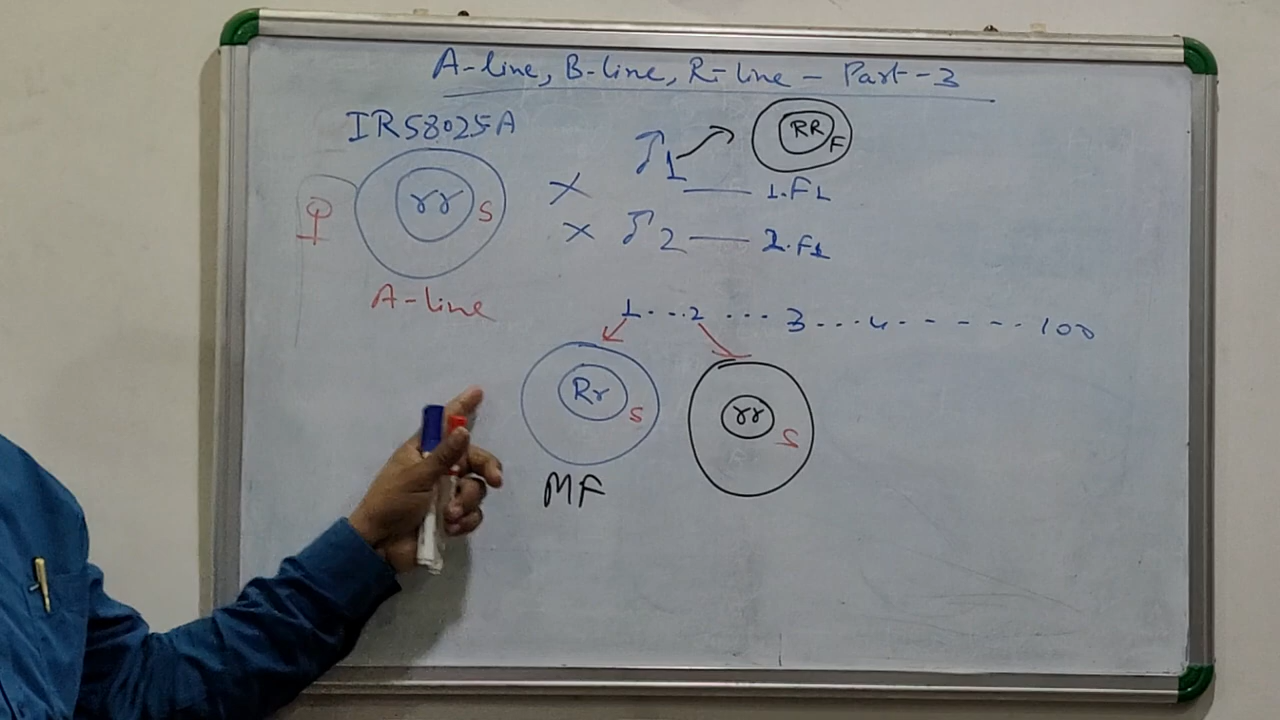 A-line, B-line, R-line - Part-3
IR58025A
RR F
♂1 1.F1
♀ rr S ×
× ♂2 2.F1
A-line
1...2....3...4------100
Rr S
rr S
MF